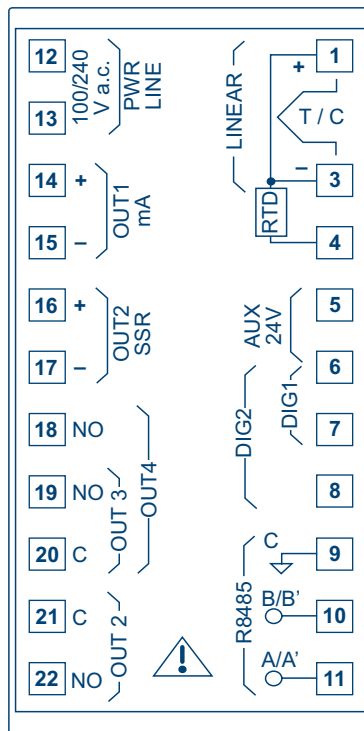 12
100/240
V a.c.
PWR
LINE
13
14 +
OUT1
mA
15 –
16 +
OUT2
SSR
17 –
18 NO
OUT4
19 NO
OUT 3
20 C
21 C
OUT 2
22 NO
!
LINEAR
+ 1
T / C
– 3
RTD
4
5
AUX
24V
6
DIG1
DIG2
7
8
R8485
C 9
B/B' 10
A/A' 11